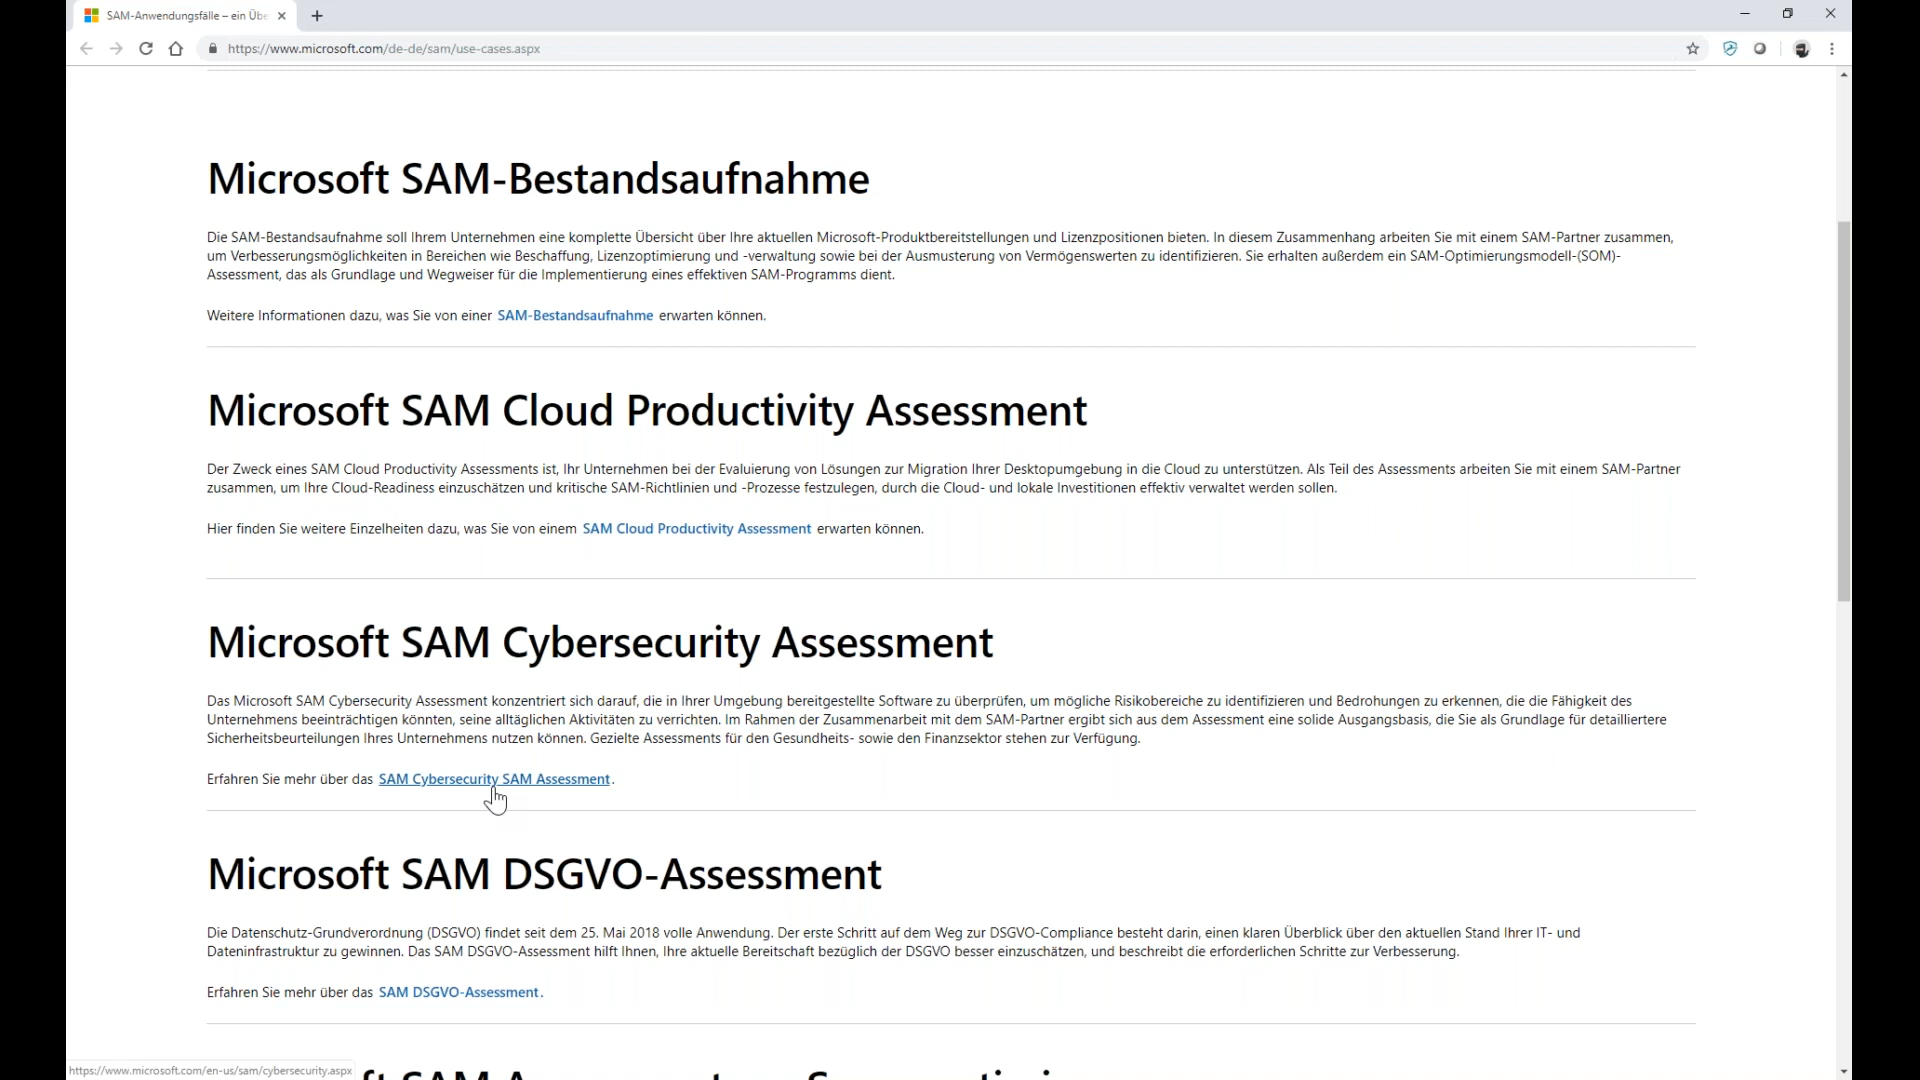 SAM-Anwendungsfälle – ein Übe
https://www.microsoft.com/de-de/sam/use-cases.aspx
Microsoft SAM-Bestandsaufnahme
Die SAM-Bestandsaufnahme soll Ihrem Unternehmen eine komplette Übersicht über Ihre aktuellen Microsoft-Produktbereitstellungen und Lizenzpositionen bieten. In diesem Zusammenhang arbeiten Sie mit einem SAM-Partner zusammen,
um Verbesserungsmöglichkeiten in Bereichen wie Beschaffung, Lizenzoptimierung und -verwaltung sowie bei der Ausmusterung von Vermögenswerten zu identifizieren. Sie erhalten außerdem ein SAM-Optimierungsmodell-(SOM)-
Assessment, das als Grundlage und Wegweiser für die Implementierung eines effektiven SAM-Programms dient.
Weitere Informationen dazu, was Sie von einer SAM-Bestandsaufnahme erwarten können.
Microsoft SAM Cloud Productivity Assessment
Der Zweck eines SAM Cloud Productivity Assessments ist, Ihr Unternehmen bei der Evaluierung von Lösungen zur Migration Ihrer Desktopumgebung in die Cloud zu unterstützen. Als Teil des Assessments arbeiten Sie mit einem SAM-Partner
zusammen, um Ihre Cloud-Readiness einzuschätzen und kritische SAM-Richtlinien und -Prozesse festzulegen, durch die Cloud- und lokale Investitionen effektiv verwaltet werden sollen.
Hier finden Sie weitere Einzelheiten dazu, was Sie von einem SAM Cloud Productivity Assessment erwarten können.
Microsoft SAM Cybersecurity Assessment
Das Microsoft SAM Cybersecurity Assessment konzentriert sich darauf, die in Ihrer Umgebung bereitgestellte Software zu überprüfen, um mögliche Risikobereiche zu identifizieren und Bedrohungen zu erkennen, die die Fähigkeit des
Unternehmens beeinträchtigen könnten, seine alltäglichen Aktivitäten zu verrichten. Im Rahmen der Zusammenarbeit mit dem SAM-Partner ergibt sich aus dem Assessment eine solide Ausgangsbasis, die Sie als Grundlage für detailliertere
Sicherheitsbeurteilungen Ihres Unternehmens nutzen können. Gezielte Assessments für den Gesundheits- sowie den Finanzsektor stehen zur Verfügung.
Erfahren Sie mehr über das SAM Cybersecurity SAM Assessment.
Microsoft SAM DSGVO-Assessment
Die Datenschutz-Grundverordnung (DSGVO) findet seit dem 25. Mai 2018 volle Anwendung. Der erste Schritt auf dem Weg zur DSGVO-Compliance besteht darin, einen klaren Überblick über den aktuellen Stand Ihrer IT- und
Dateninfrastruktur zu gewinnen. Das SAM DSGVO-Assessment hilft Ihnen, Ihre aktuelle Bereitschaft bezüglich der DSGVO besser einzuschätzen, und beschreibt die erforderlichen Schritte zur Verbesserung.
Erfahren Sie mehr über das SAM DSGVO-Assessment.
https://www.microsoft.com/en-us/sam/cybersecurity.aspx